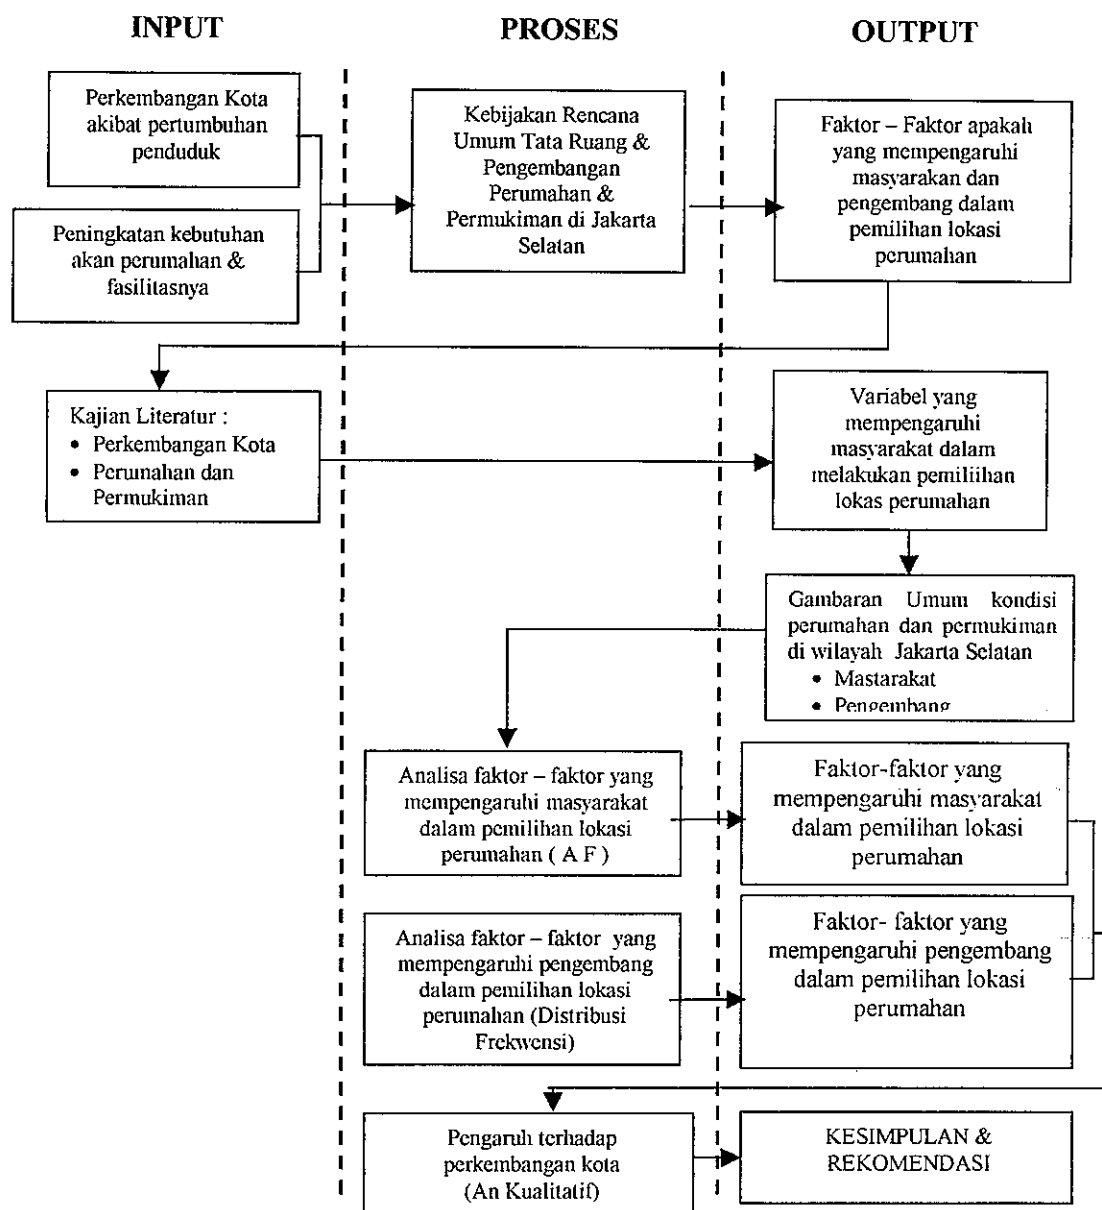 INPUT
PROSES
OUTPUT
Perkembangan Kota
akibat pertumbuhan
penduduk
Peningkatan kebutuhan
akan perumahan &
fasilitasnya
Kebijakan Rencana
Umum Tata Ruang &
Pengembangan
Perumahan &
Permukiman di Jakarta
Selatan
Faktor – Faktor apakah
yang mempengaruhi
masyarakan dan
pengembang dalam
pemilihan lokasi
perumahan
Kajian Literatur :
• Perkembangan Kota
• Perumahan dan
Permukiman
Variabel yang
mempengaruhi
masyarakat dalam
melakukan pemiliihan
lokas perumahan
Gambaran Umum kondisi
perumahan dan permukiman
di wilayah Jakarta Selatan
• Mastarakat
• Pengembang
Analisa faktor – faktor yang
mempengaruhi masyarakat
dalam pemilihan lokasi
perumahan ( A F )
Faktor-faktor yang
mempengaruhi masyarakat
dalam pemilihan lokasi
perumahan
Analisa faktor – faktor yang
mempengaruhi pengembang
dalam pemilihan lokasi
perumahan (Distribusi
Frekwensi)
Faktor- faktor yang
mempengaruhi pengembang
dalam pemilihan lokasi
perumahan
Pengaruh terhadap
perkembangan kota
(An Kualitatif)
KESIMPULAN &
REKOMENDASI